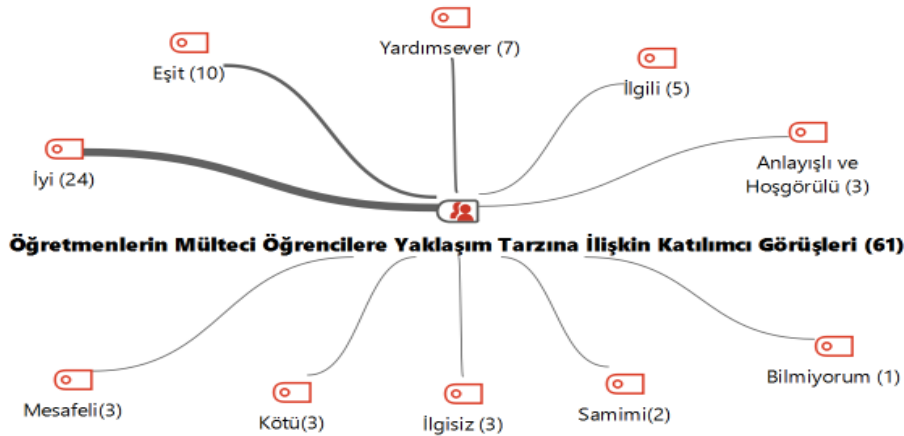 Yardımsever (7)
Eşit (10)
İlgili (5)
İyi (24)
Anlayışlı ve
Hoşgörülü (3)
Öğretmenlerin Mülteci Öğrencilere Yaklaşım Tarzına İlişkin Katılımcı Görüşleri (61)
Mesafeli(3)
Kötü(3)
İlgisiz (3)
Samimi(2)
Bilmiyorum (1)